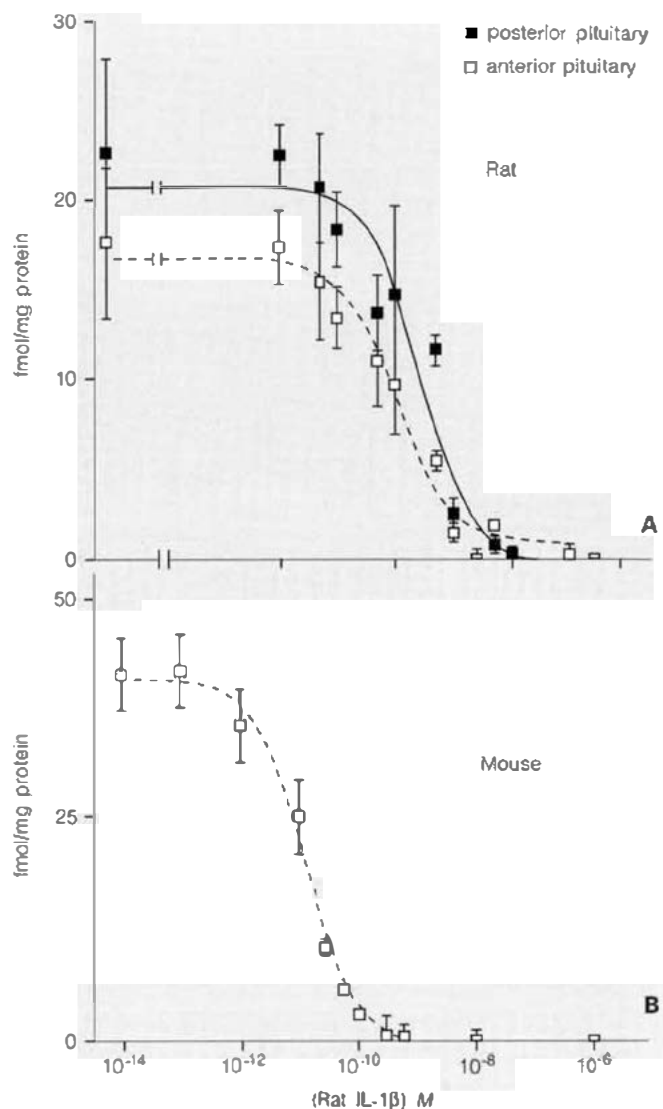 30
posterior pituitary
anterior pituitary
Rat
20
fmol/mg protein
10
A
0
50
Mouse
fmol/mg protein
25
B
0
10⁻¹⁴ 10⁻¹² 10⁻¹⁰ 10⁻⁸ 10⁻⁶
(Rat IL-1β) M